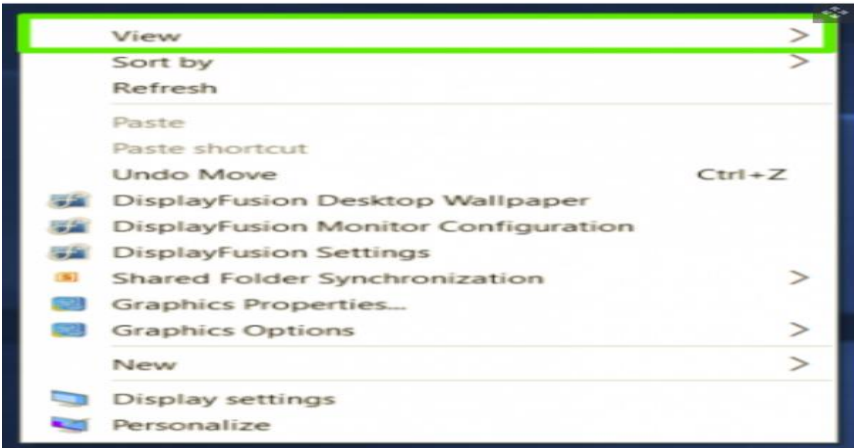 View
Sort by
Refresh
Paste
Paste shortcut
Undo Move Ctrl+Z
DisplayFusion Desktop Wallpaper
DisplayFusion Monitor Configuration
DisplayFusion Settings
Shared Folder Synchronization
Graphics Properties...
Graphics Options
New
Display settings
Personalize